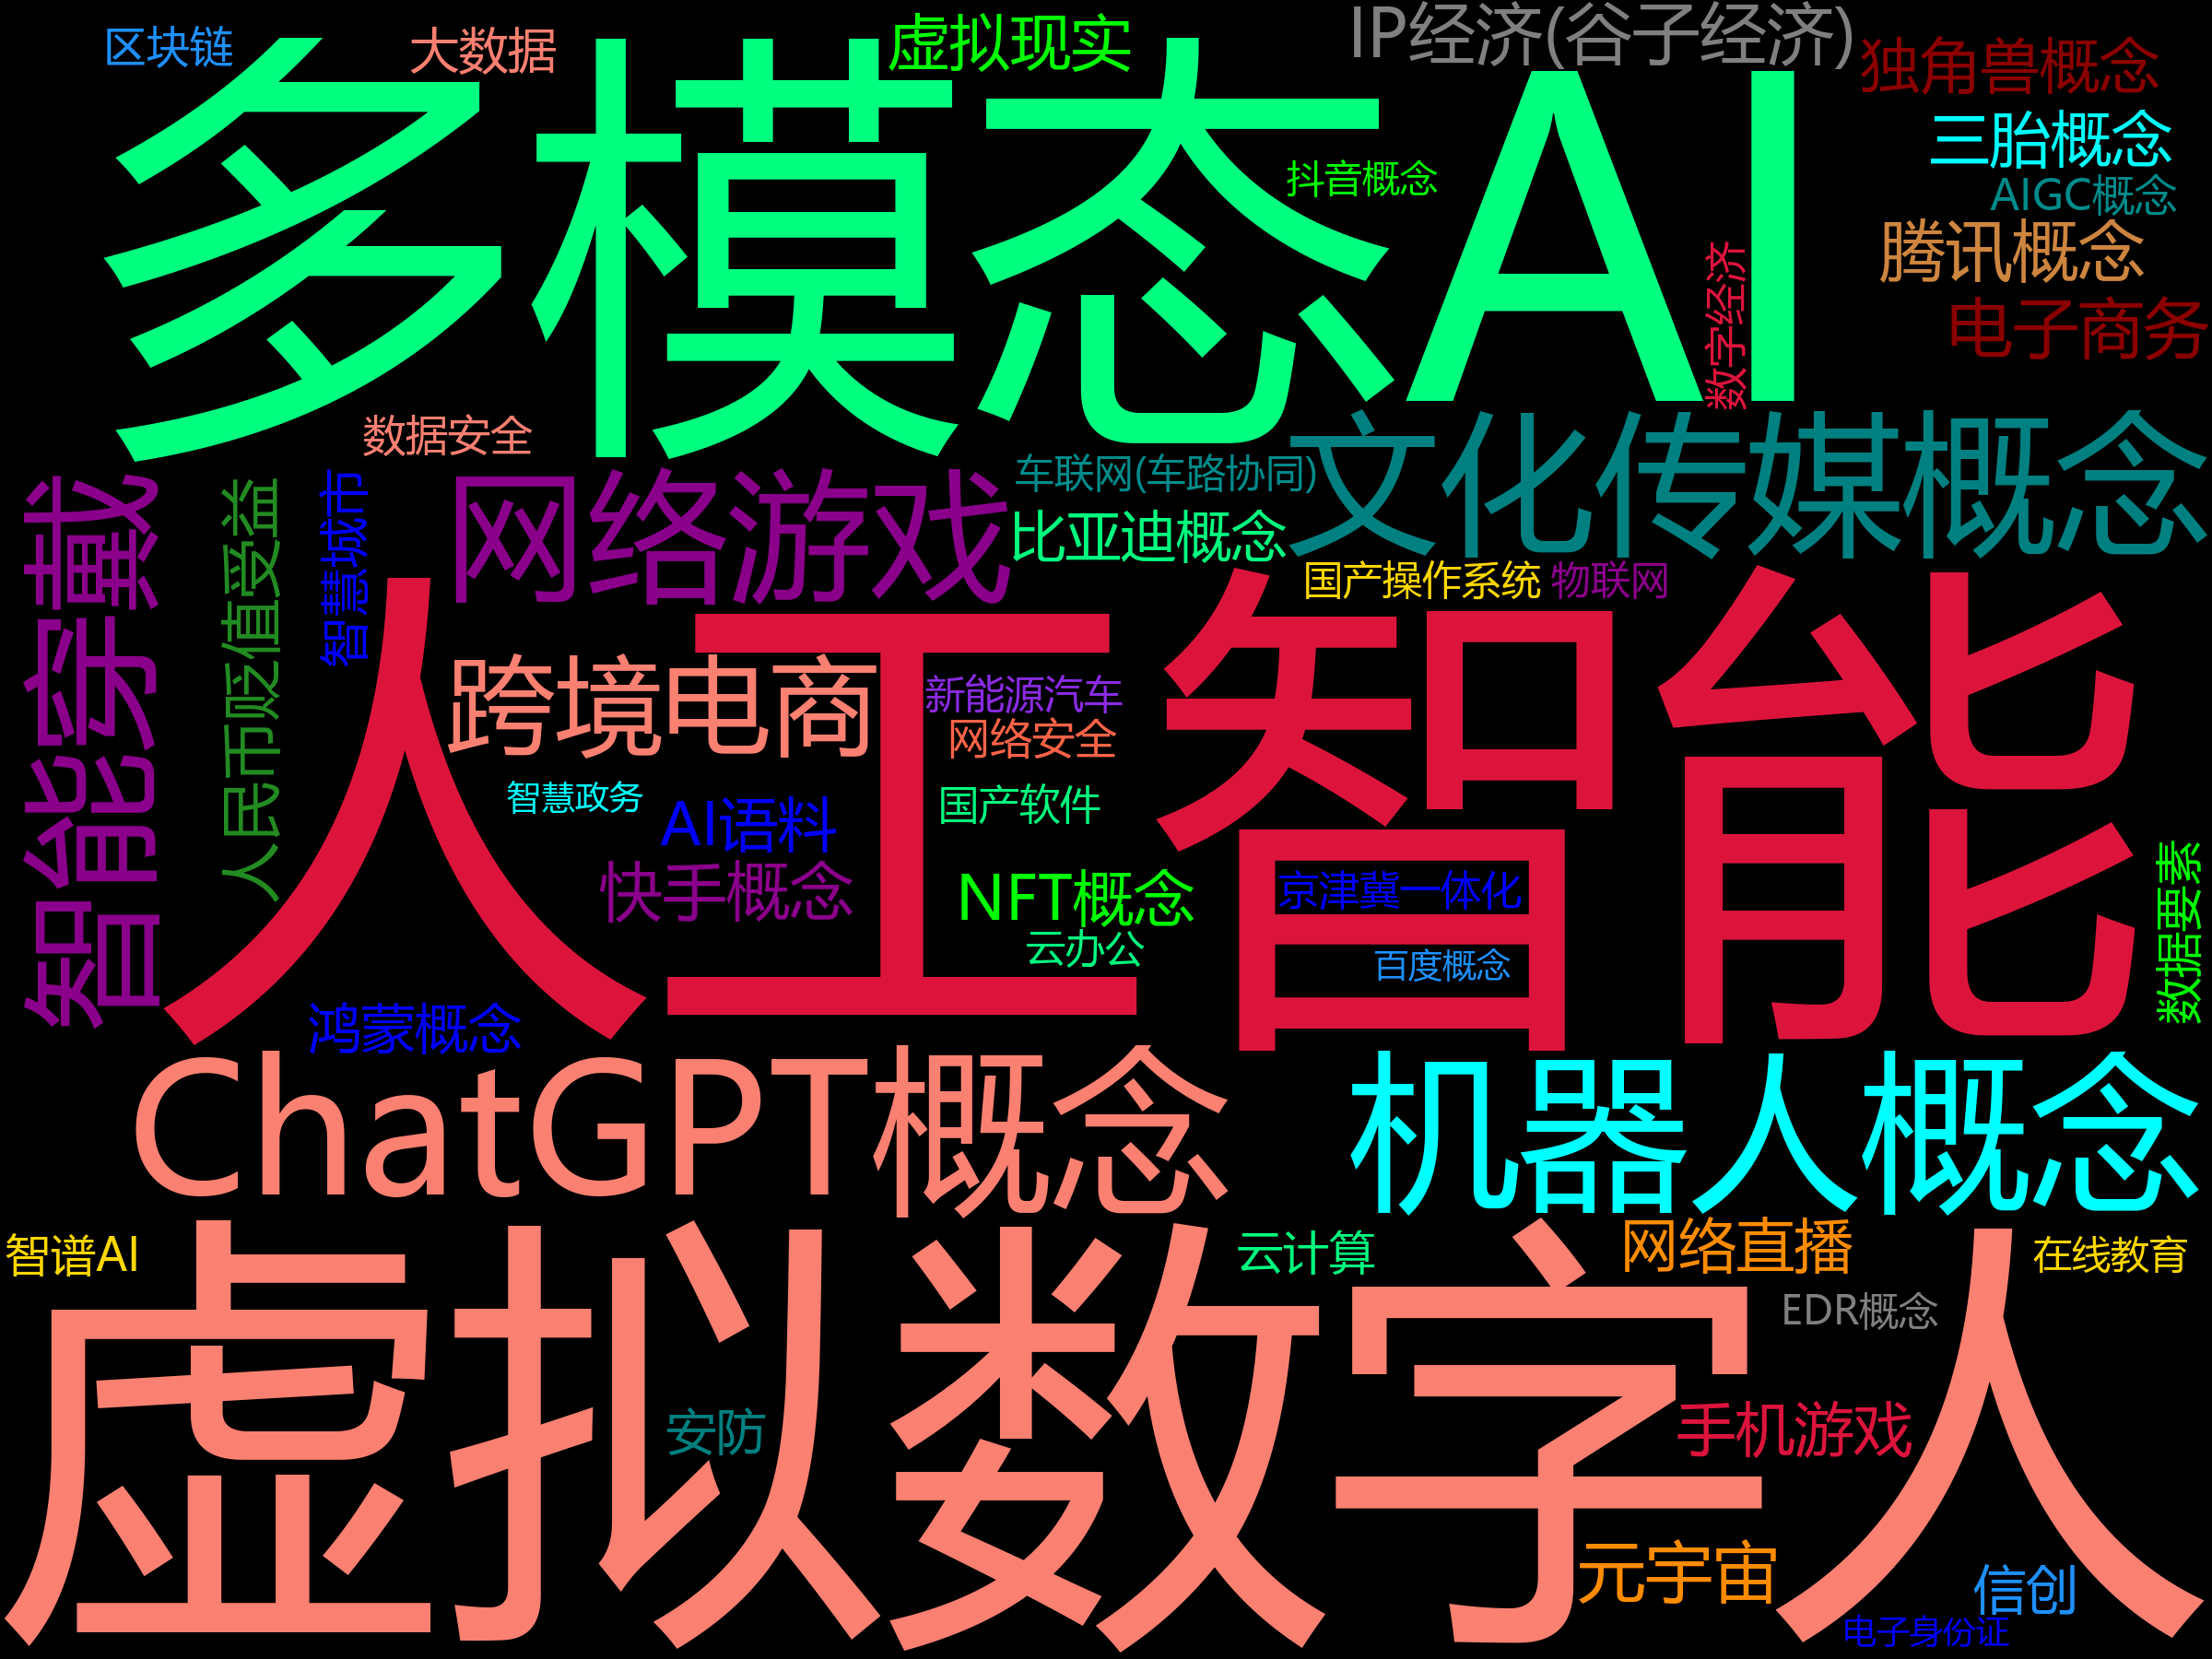 区块链
大数据
虚拟现实
IP经济(谷子经济)
独角兽概念
多模态AI
三胎概念
抖音概念
AIGC概念
腾讯概念
数字经济
电子商务
数据安全
文化传媒概念
车联网(车路协同)
智能穿戴
人民币贬值受益
智慧城市
网络游戏
比亚迪概念
国产操作系统
物联网
人工智能
跨境电商
新能源汽车
网络安全
智慧政务
AI语料
国产软件
快手概念
NFT概念
京津冀一体化
数据要素
云办公
百度概念
鸿蒙概念
ChatGPT概念
机器人概念
智谱AI
云计算
网络直播
在线教育
虚拟数字人
EDR概念
安防
手机游戏
元宇宙
信创
电子身份证